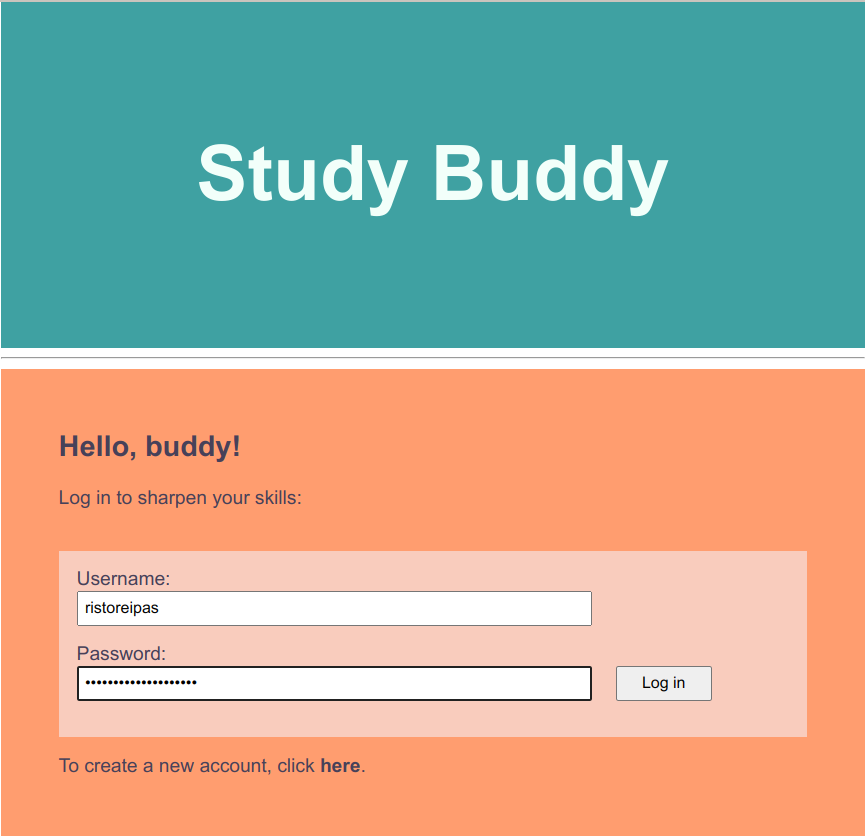 Study Buddy
Hello, buddy!
Log in to sharpen your skills:
Username:
ristoreipas
Password:
••••••••••••••••••••
Log in
To create a new account, click here.